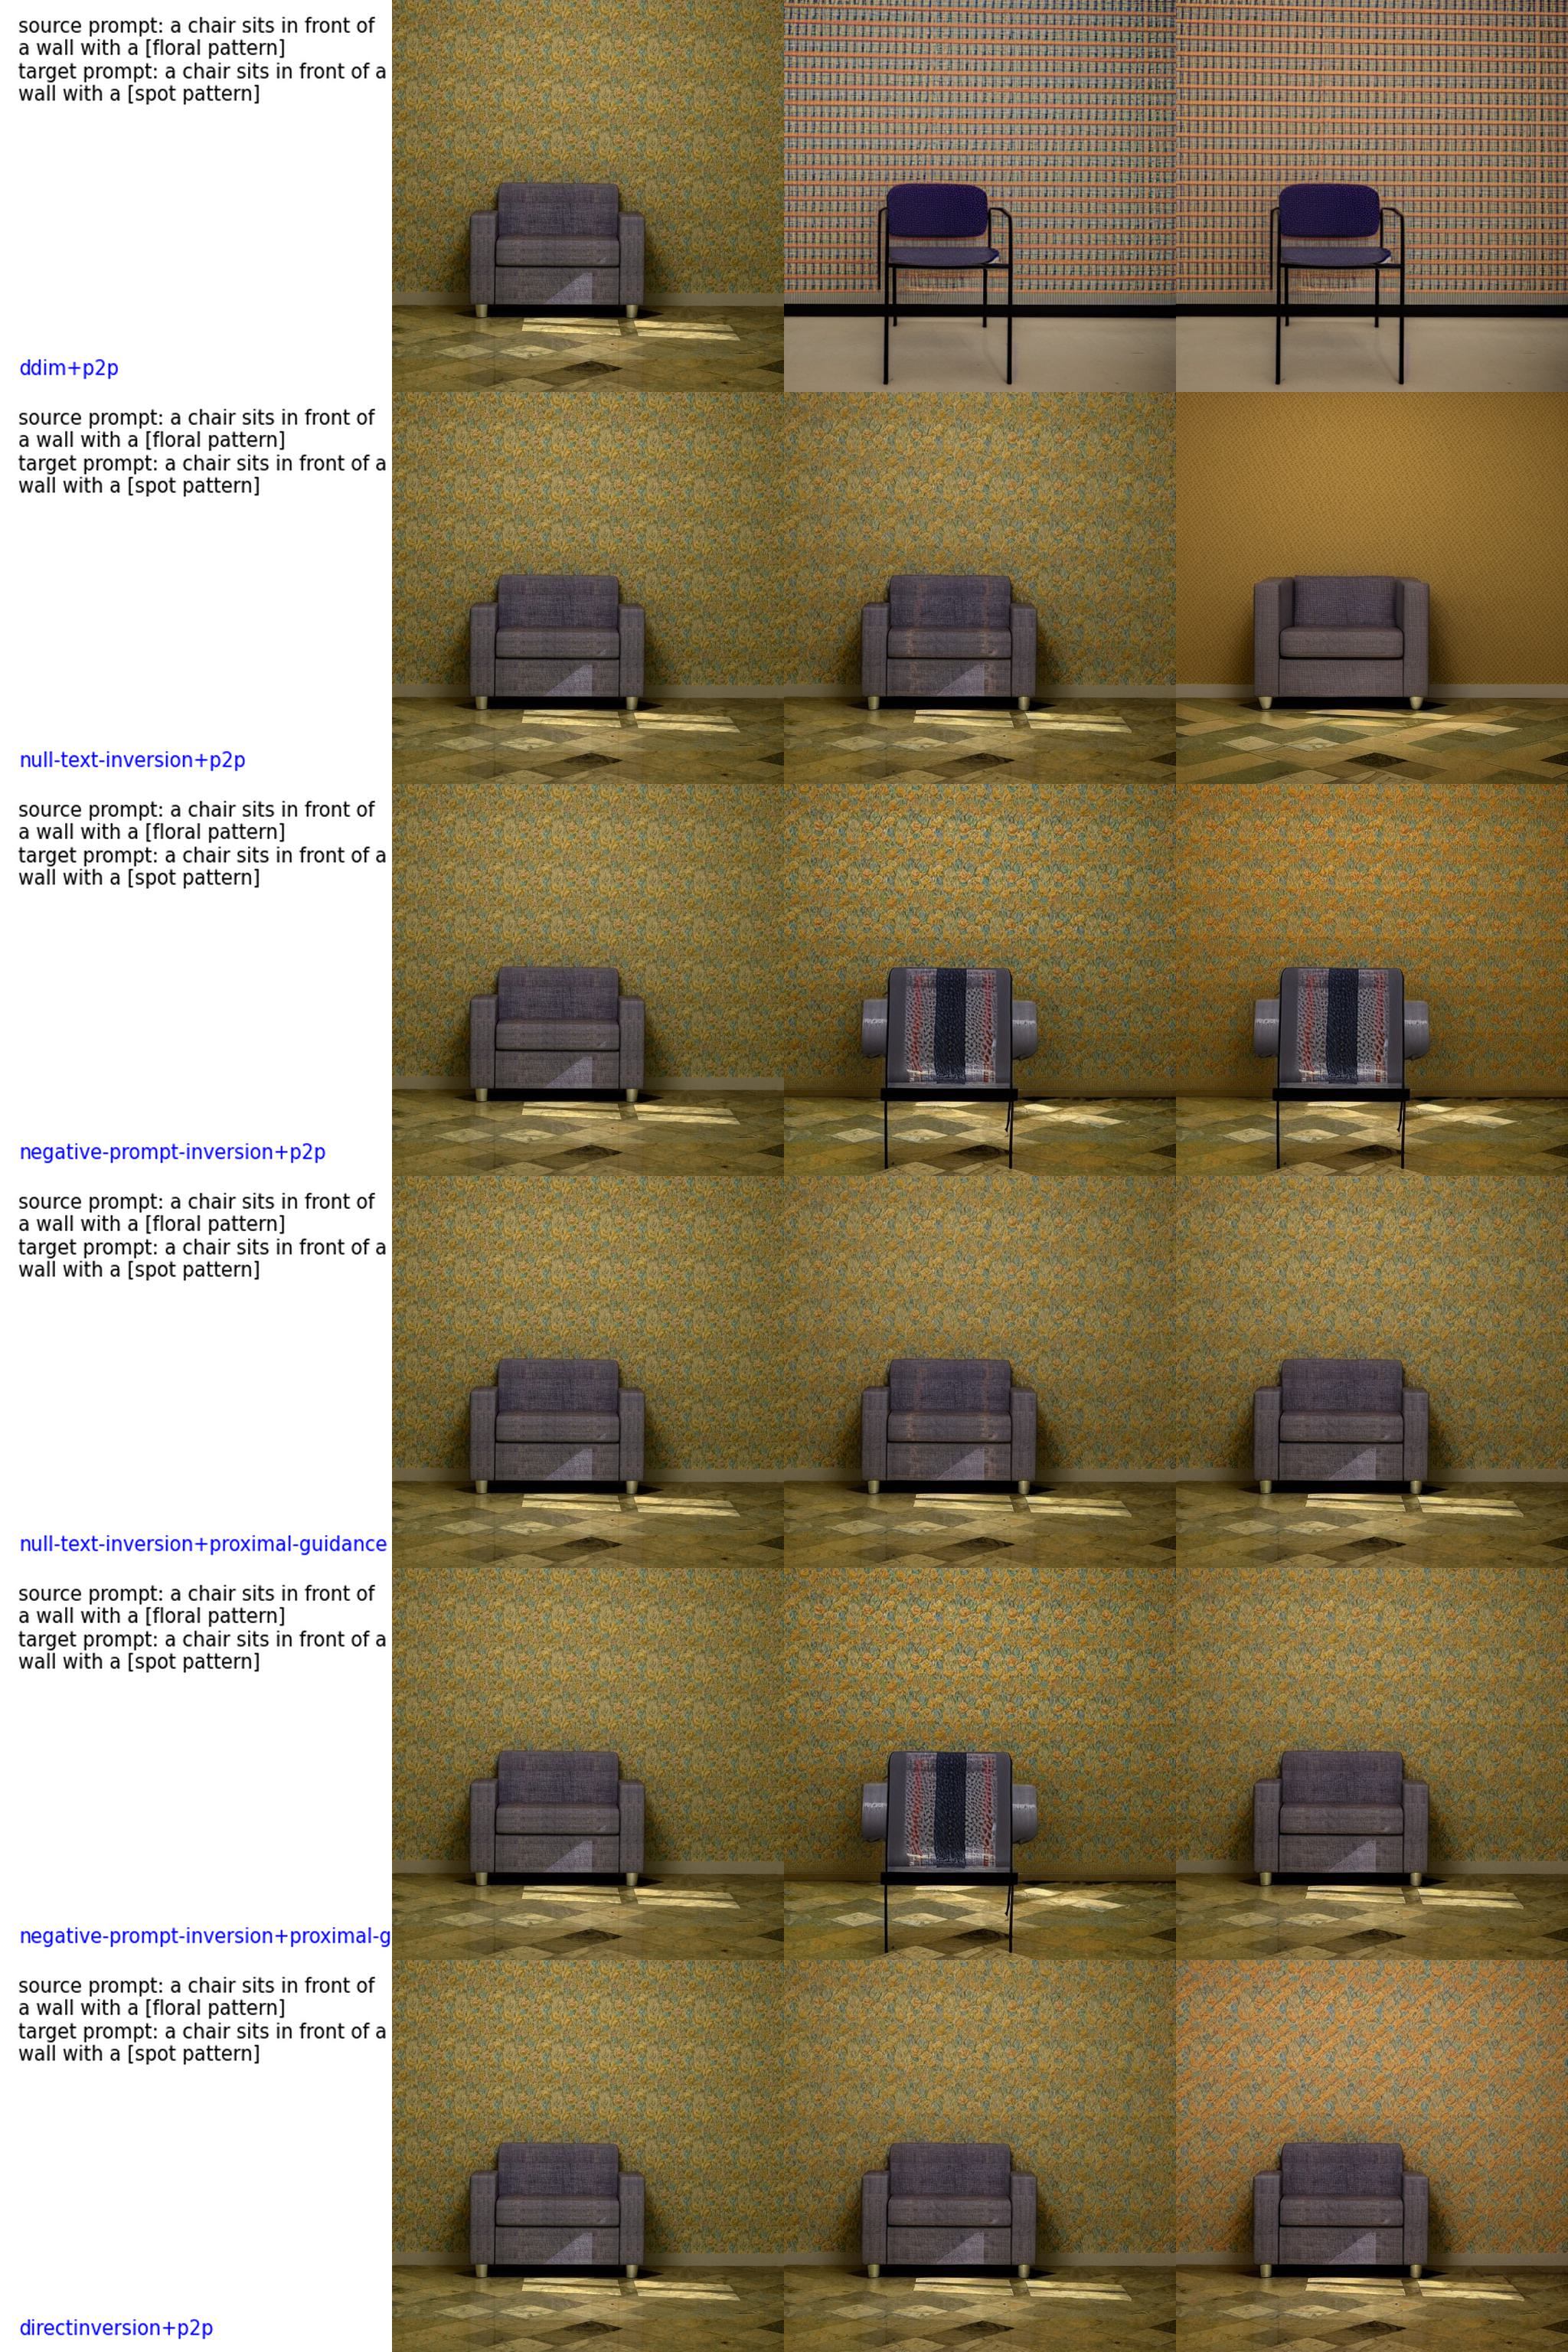 source prompt: a chair sits in front of
a wall with a [floral pattern]
target prompt: a chair sits in front of a
wall with a [spot pattern]
ddim+p2p
source prompt: a chair sits in front of
a wall with a [floral pattern]
target prompt: a chair sits in front of a
wall with a [spot pattern]
null-text-inversion+p2p
source prompt: a chair sits in front of
a wall with a [floral pattern]
target prompt: a chair sits in front of a
wall with a [spot pattern]
negative-prompt-inversion+p2p
source prompt: a chair sits in front of
a wall with a [floral pattern]
target prompt: a chair sits in front of a
wall with a [spot pattern]
null-text-inversion+proximal-guidance
source prompt: a chair sits in front of
a wall with a [floral pattern]
target prompt: a chair sits in front of a
wall with a [spot pattern]
negative-prompt-inversion+proximal-g
source prompt: a chair sits in front of
a wall with a [floral pattern]
target prompt: a chair sits in front of a
wall with a [spot pattern]
directinversion+p2p